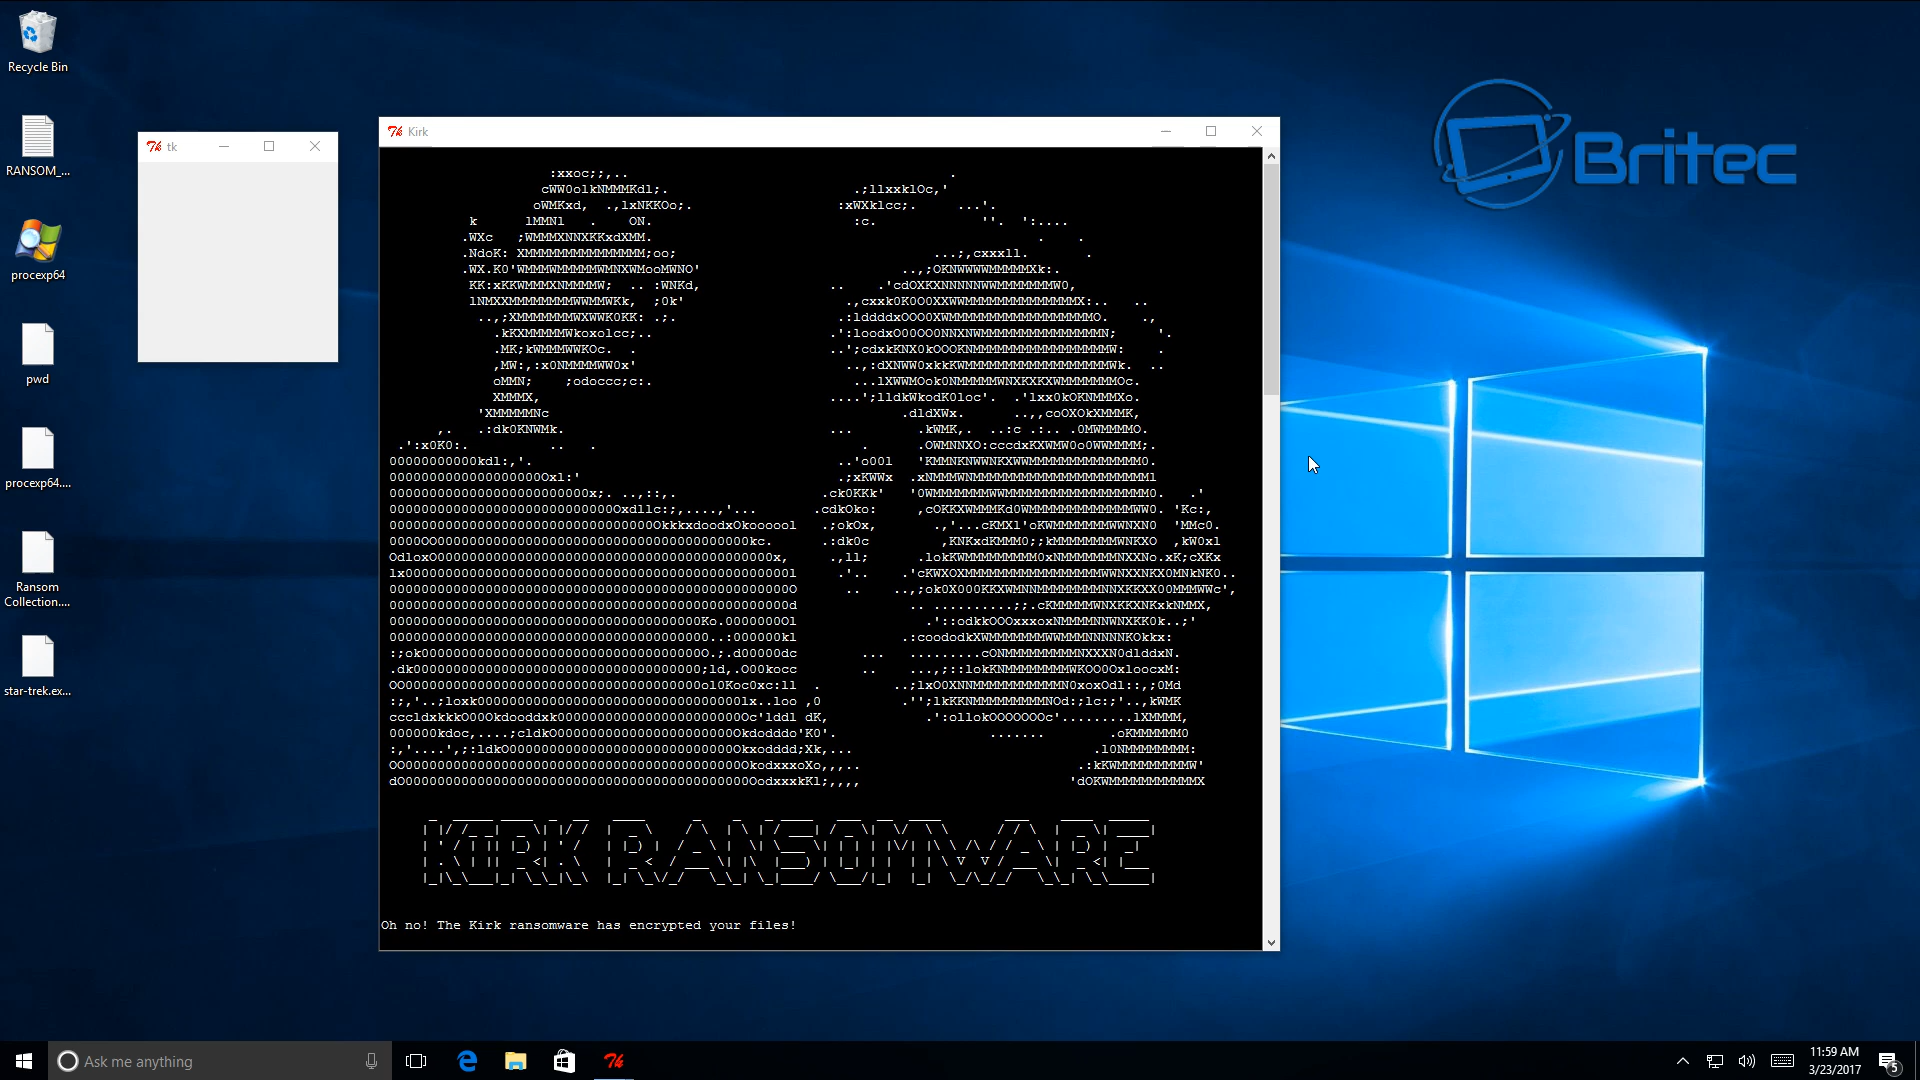 Recycle Bin
RANSOM_...
procexp64
pwd
procexp64....
Ransom
Collection....
star-trek.ex...
tk
Kirk
Britec
KIRK RANSOMWARE
Oh no! The Kirk ransomware has encrypted your files!
Ask me anything
11:59 AM
3/23/2017
5